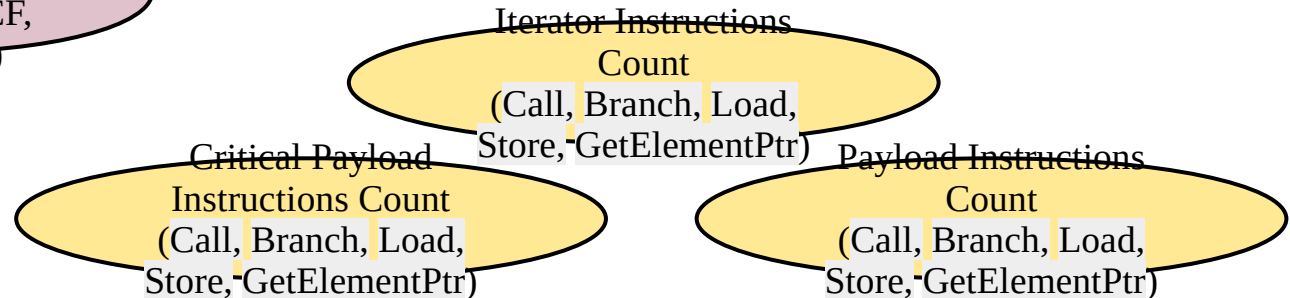 CF,
)
Iterator Instructions
Count
(Call, Branch, Load,
Store, GetElementPtr)
Critical Payload
Instructions Count
(Call, Branch, Load,
Store, GetElementPtr)
Payload Instructions
Count
(Call, Branch, Load,
Store, GetElementPtr)